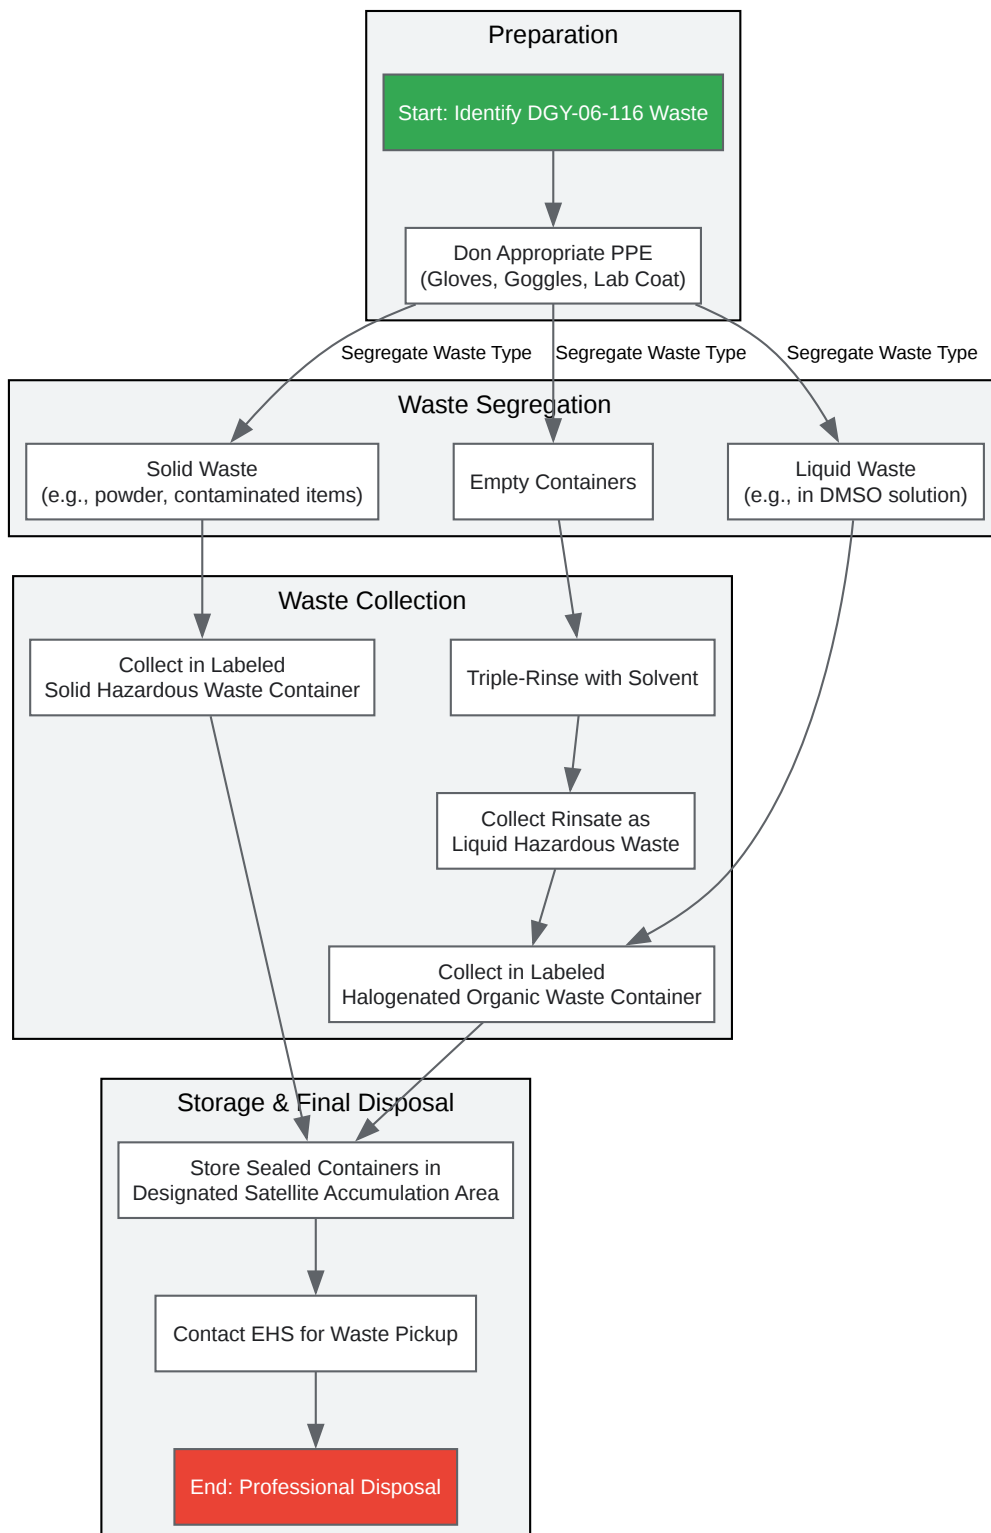 Preparation
Start: Identify DGY-06-116 Waste
Don Appropriate PPE
(Gloves, Goggles, Lab Coat)
Segregate Waste Type
Segregate Waste Type
Segregate Waste Type
Waste Segregation
Solid Waste
(e.g., powder, contaminated items)
Empty Containers
Liquid Waste
(e.g., in DMSO solution)
Waste Collection
Collect in Labeled
Solid Hazardous Waste Container
Triple-Rinse with Solvent
Collect Rinsate as
Liquid Hazardous Waste
Collect in Labeled
Halogenated Organic Waste Container
Storage & Final Disposal
Store Sealed Containers in
Designated Satellite Accumulation Area
Contact EHS for Waste Pickup
End: Professional Disposal